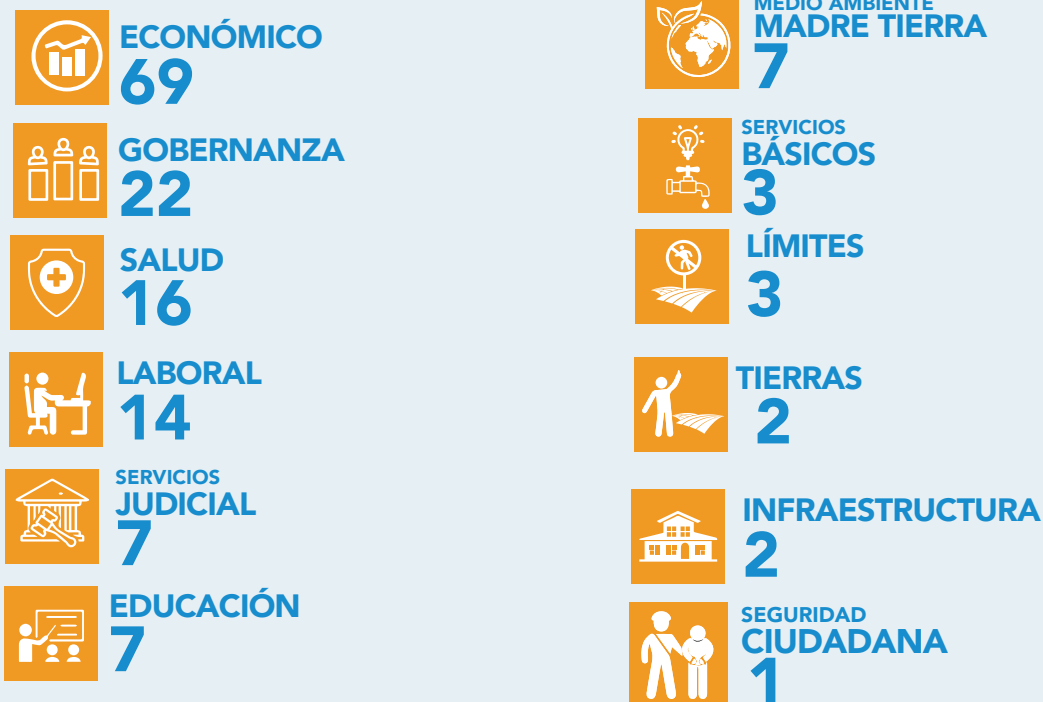 ECONÓMICO
69
GOBERNANZA
22
SALUD
16
LABORAL
14
SERVICIOS
JUDICIAL
7
EDUCACIÓN
7
MEDIO AMBIENTE
MADRE TIERRA
7
SERVICIOS
BÁSICOS
3
LÍMITES
3
TIERRAS
2
INFRAESTRUCTURA
2
SEGURIDAD
CIUDADANA
1